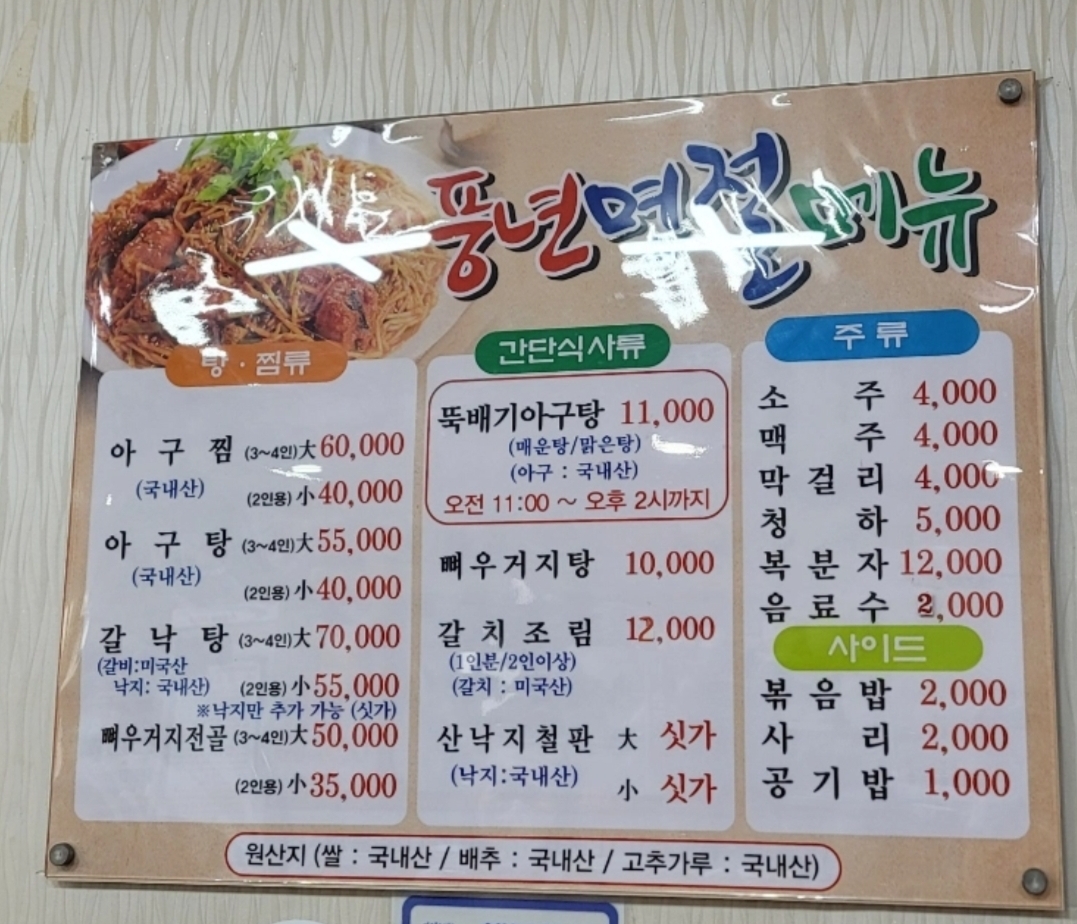 풍년명절메뉴
탕·찜류
아구찜 (3~4인)大 60,000
(국내산) (2인용) 小 40,000
아구탕 (3~4인)大 55,000
(국내산) (2인용) 小 40,000
갈낙탕 (3~4인)大 70,000
(갈비:미국산
낙지: 국내산) (2인용) 小 55,000
※낙지만 추가 가능 (싯가)
뼈우거지전골 (3~4인)大 50,000
(2인용) 小 35,000
간단식사류
뚝배기아구탕 11,000
(매운탕/맑은탕)
(아구 : 국내산)
오전 11:00 ~ 오후 2시까지
뼈우거지탕 10,000
갈치조림 12,000
(1인분/2인이상)
(갈치 : 미국산)
산낙지철판 大 싯가
(낙지:국내산) 小 싯가
주류
소주 4,000
맥주 4,000
막걸리 4,000
청하 5,000
복분자 12,000
음료수 2,000
사이드
볶음밥 2,000
사리 2,000
공기밥 1,000
원산지 (쌀 : 국내산 / 배추 : 국내산 / 고추가루 : 국내산)